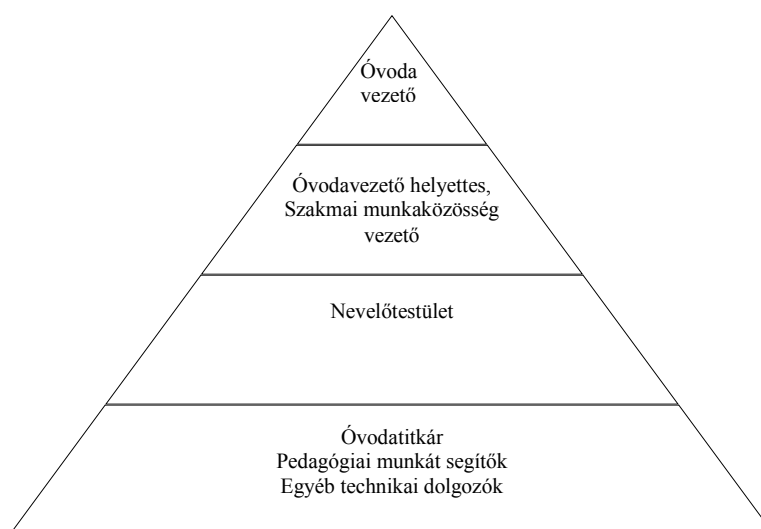 Óvoda
vezető
Óvodavezető helyettes,
Szakmai munkaközösség
vezető
Nevelőtestület
Óvodatitkár
Pedagógiai munkát segítők
Egyéb technikai dolgozók